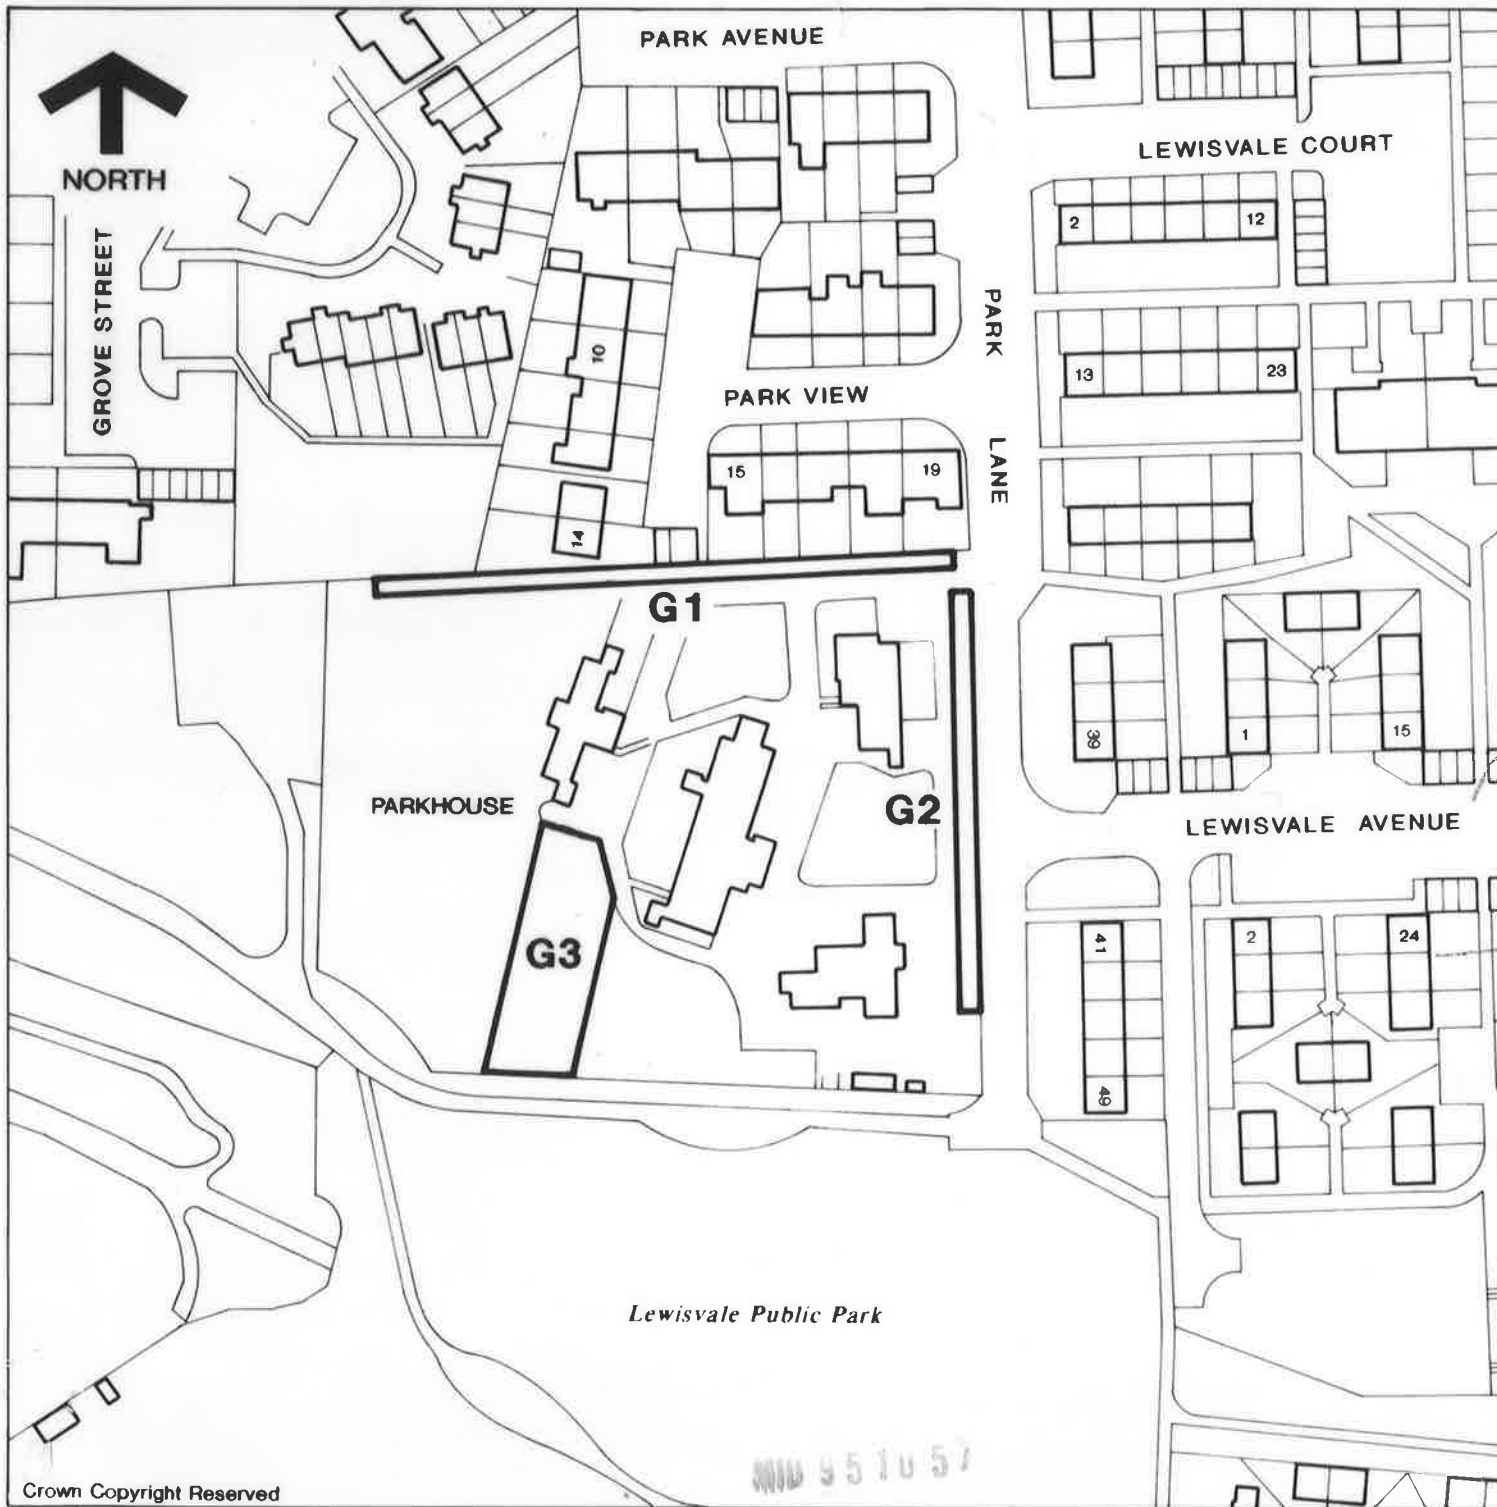 PARK AVENUE
NORTH
LEWISVALE COURT
2
12
GROVE STREET
PARK LANE
10
13
23
PARK VIEW
15
19
14
G1
39
1
15
PARKHOUSE
G2
LEWISVALE AVENUE
G3
41
2
24
49
Lewisvale Public Park
MID 951057
Crown Copyright Reserved